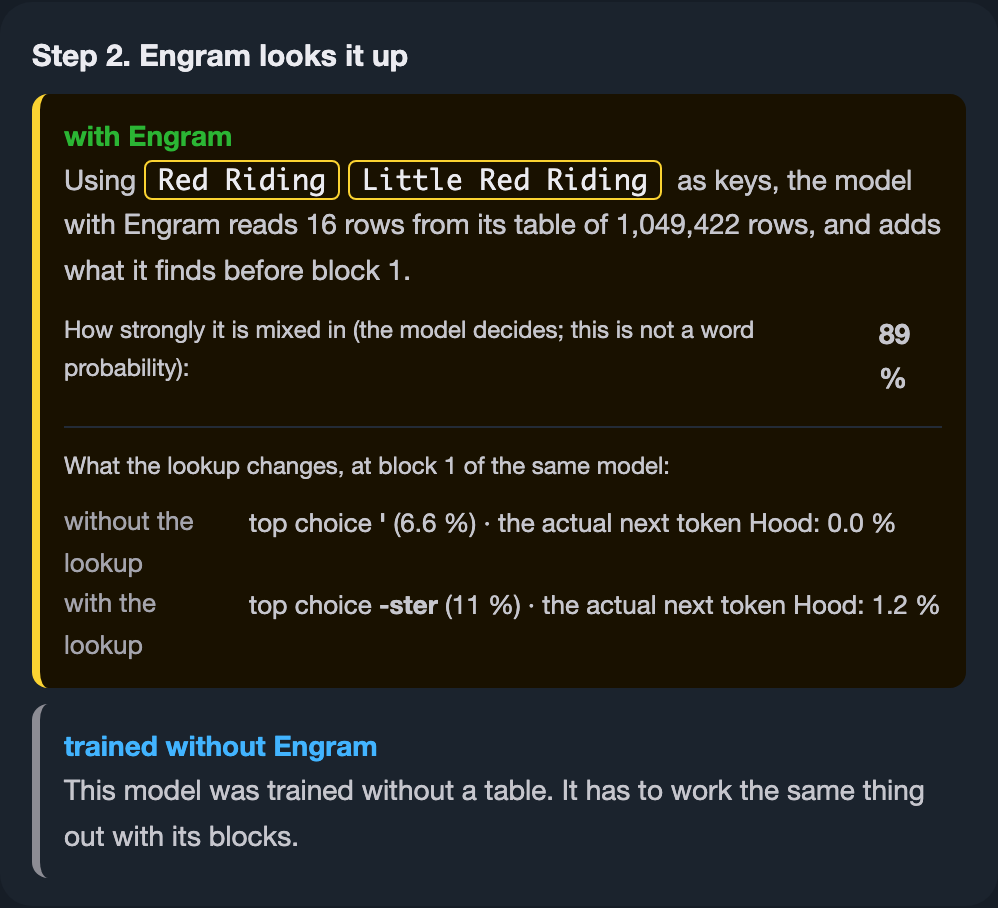 Step 2. Engram looks it up
with Engram
Using Red Riding Little Red Riding as keys, the model
with Engram reads 16 rows from its table of 1,049,422 rows, and adds
what it finds before block 1.
How strongly it is mixed in (the model decides; this is not a word
probability):
89
%
What the lookup changes, at block 1 of the same model:
without the
lookup
top choice ' (6.6 %) · the actual next token Hood: 0.0 %
with the
lookup
top choice -ster (11 %) · the actual next token Hood: 1.2 %
trained without Engram
This model was trained without a table. It has to work the same thing
out with its blocks.